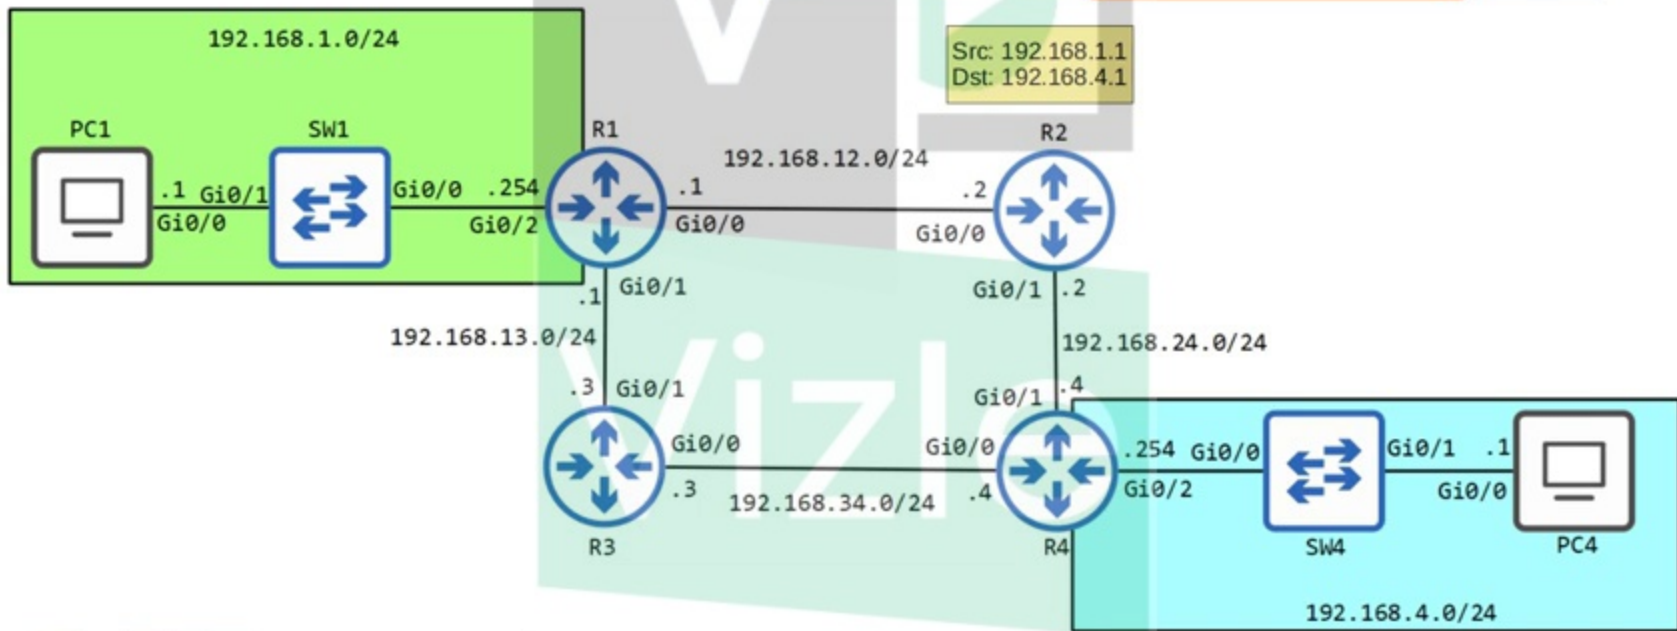 192.168.1.0/24
Src: 192.168.1.1
Dst: 192.168.4.1
PC1
SW1
R1
R2
192.168.12.0/24
.1
Gi0/1
Gi0/0
.254
.1
.2
Gi0/0
Gi0/2
Gi0/0
Gi0/0
.1
Gi0/1
Gi0/1
.2
192.168.13.0/24
192.168.24.0/24
Vizle
.3
Gi0/1
Gi0/1
.4
Gi0/0
Gi0/0
.254
Gi0/0
Gi0/1
.1
.3
192.168.34.0/24
.4
Gi0/2
Gi0/0
R3
R4
SW4
PC4
192.168.4.0/24